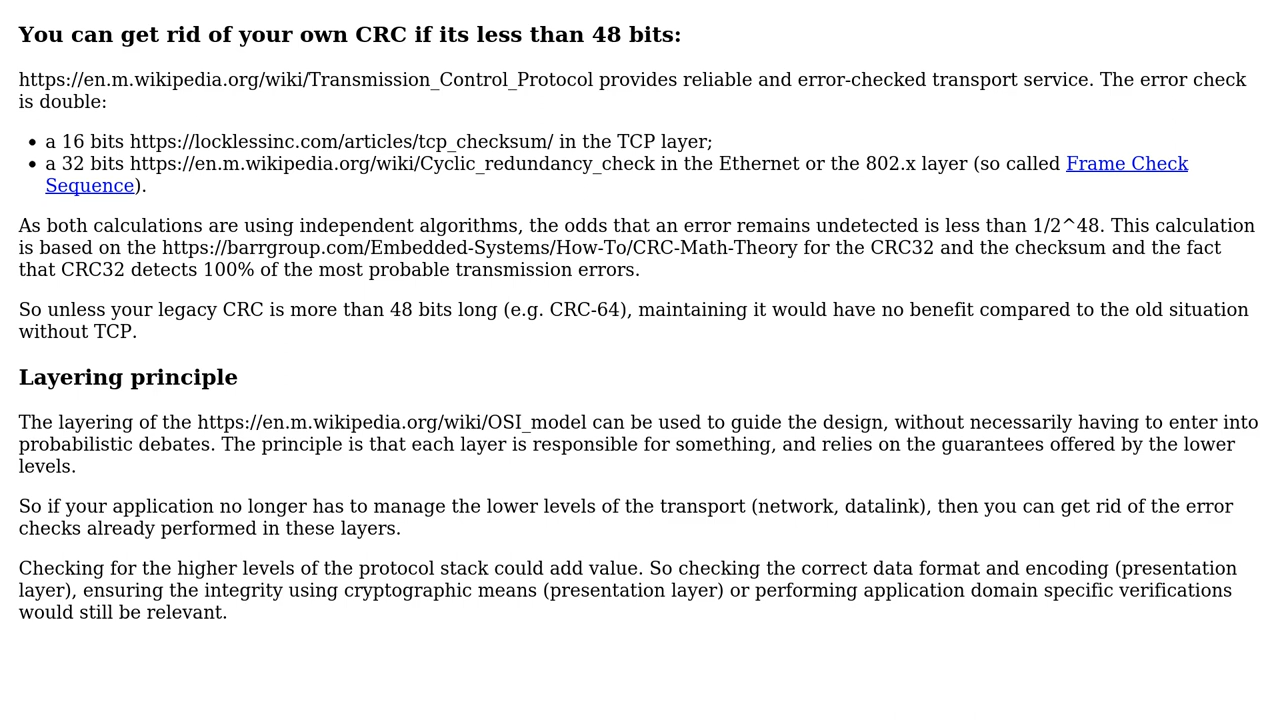 You can get rid of your own CRC if its less than 48 bits:
https://en.m.wikipedia.org/wiki/Transmission_Control_Protocol provides reliable and error-checked transport service. The error check
is double:
• a 16 bits https://locklessinc.com/articles/tcp_checksum/ in the TCP layer;
• a 32 bits https://en.m.wikipedia.org/wiki/Cyclic_redundancy_check in the Ethernet or the 802.x layer (so called Frame Check
Sequence).
As both calculations are using independent algorithms, the odds that an error remains undetected is less than 1/2^48. This calculation
is based on the https://barrgroup.com/Embedded-Systems/How-To/CRC-Math-Theory for the CRC32 and the checksum and the fact
that CRC32 detects 100% of the most probable transmission errors.
So unless your legacy CRC is more than 48 bits long (e.g. CRC-64), maintaining it would have no benefit compared to the old situation
without TCP.
Layering principle
The layering of the https://en.m.wikipedia.org/wiki/OSI_model can be used to guide the design, without necessarily having to enter into
probabilistic debates. The principle is that each layer is responsible for something, and relies on the guarantees offered by the lower
levels.
So if your application no longer has to manage the lower levels of the transport (network, datalink), then you can get rid of the error
checks already performed in these layers.
Checking for the higher levels of the protocol stack could add value. So checking the correct data format and encoding (presentation
layer), ensuring the integrity using cryptographic means (presentation layer) or performing application domain specific verifications
would still be relevant.